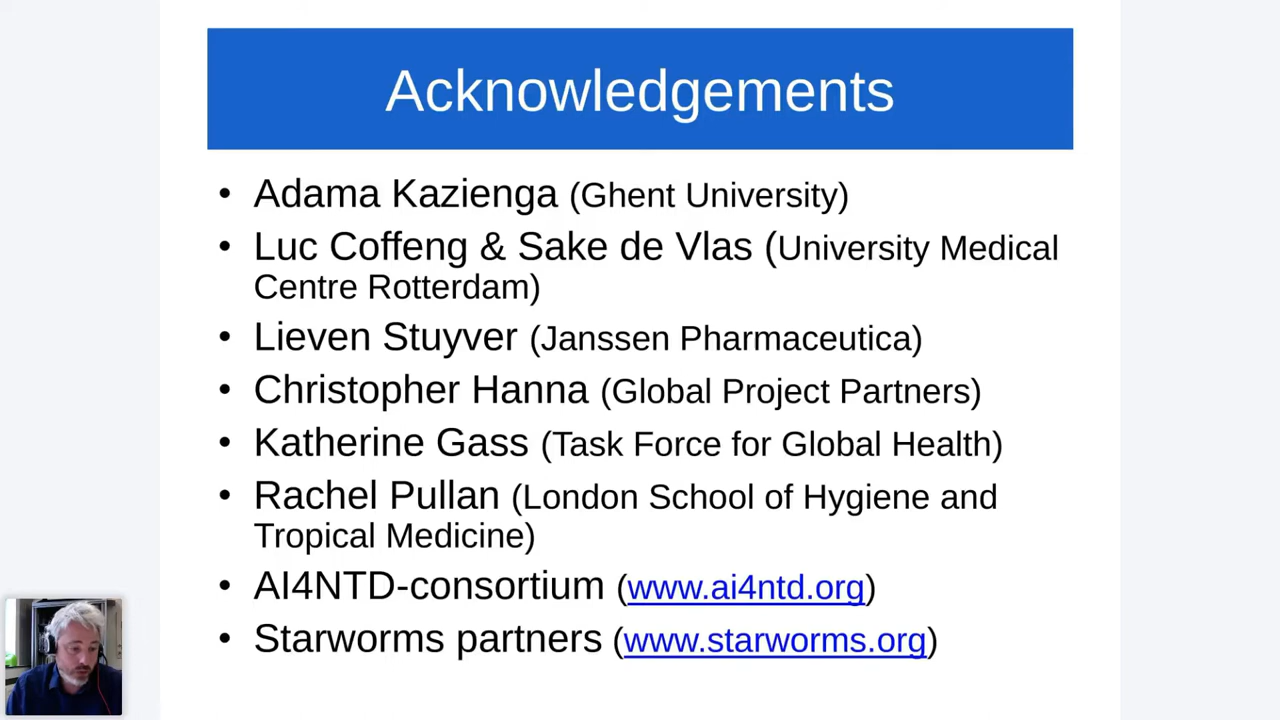 Acknowledgements
• Adama Kazienga (Ghent University)
• Luc Coffeng & Sake de Vlas (University Medical
Centre Rotterdam)
• Lieven Stuyver (Janssen Pharmaceutica)
• Christopher Hanna (Global Project Partners)
• Katherine Gass (Task Force for Global Health)
• Rachel Pullan (London School of Hygiene and
Tropical Medicine)
• AI4NTD-consortium (www.ai4ntd.org)
• Starworms partners (www.starworms.org)